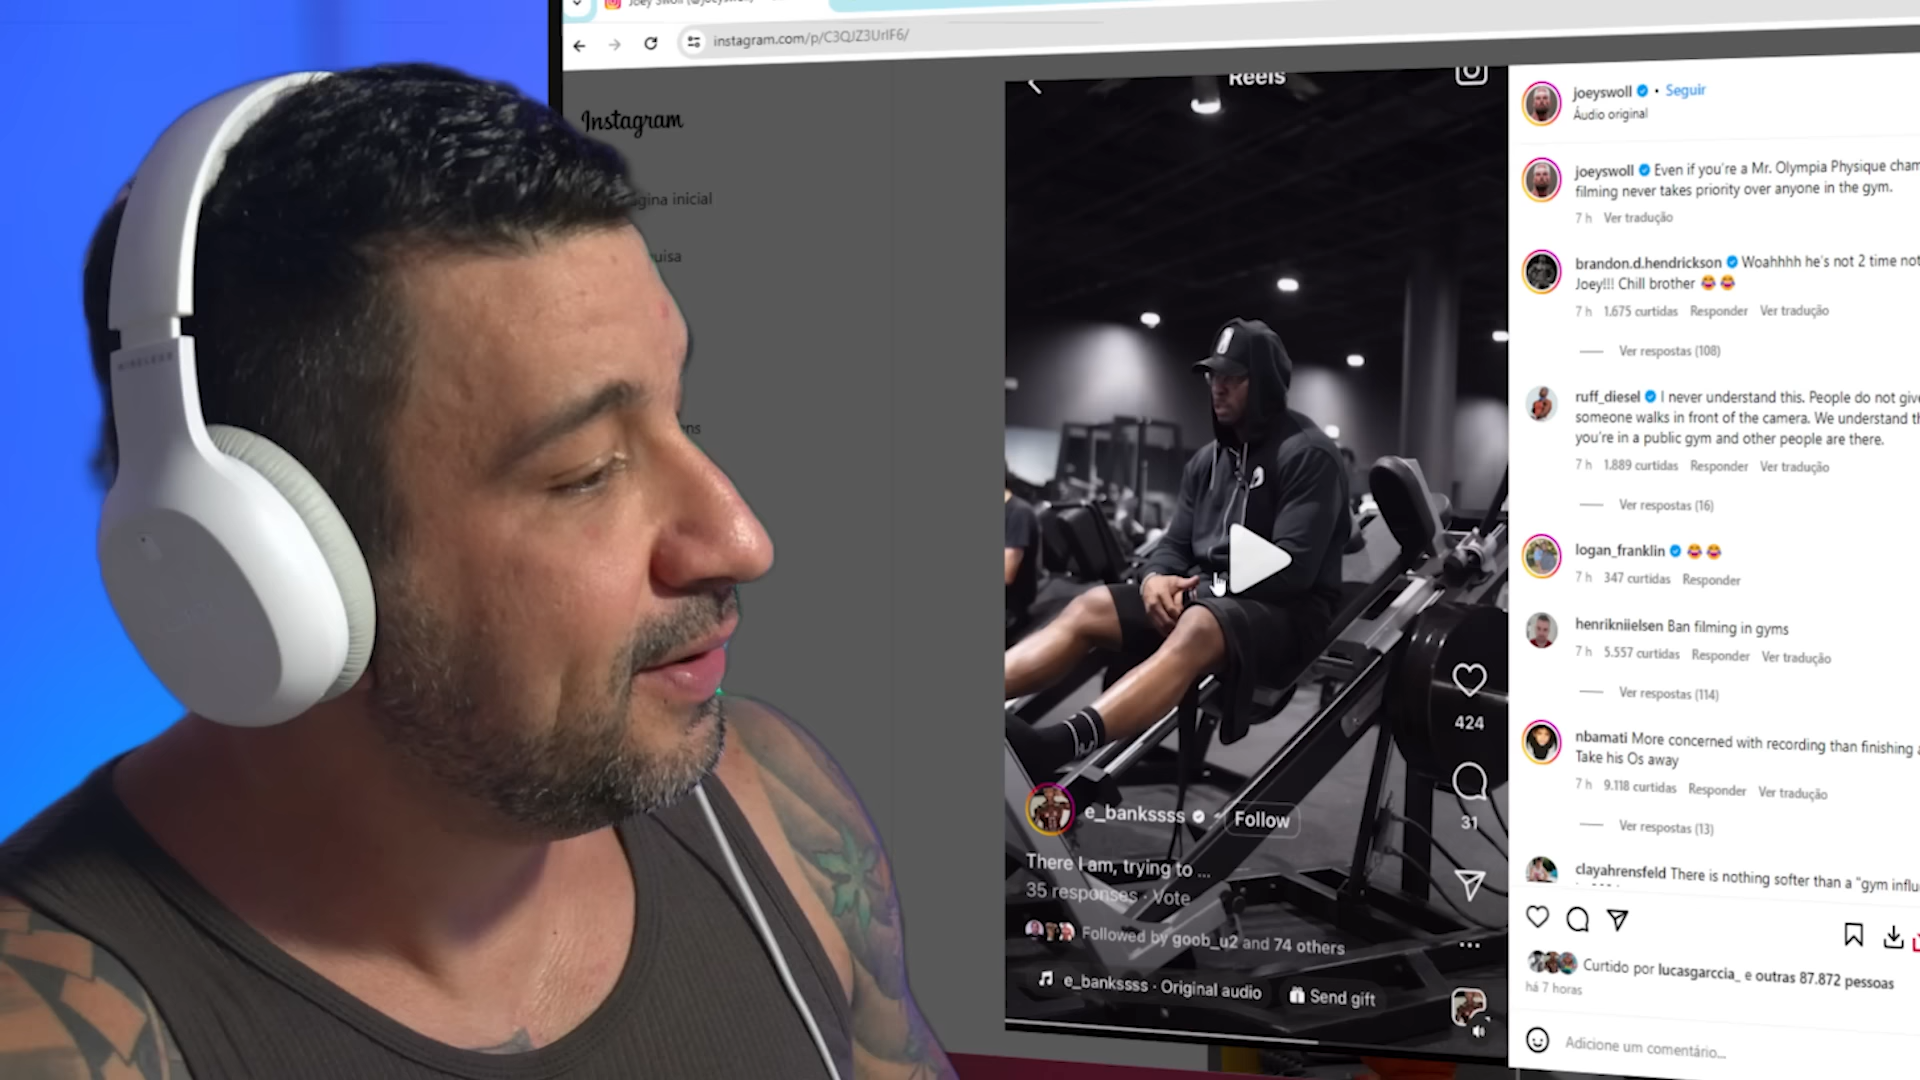 Joey Swoll (@joeyswoll)
instagram.com/p/C3QJZ3UrlF6/
Instagram
gina inicial
uisa
ns
WIRELESS
Reels
e_bankssss
Follow
There I am, trying to ...
35 responses · Vote
Followed by goob_u2 and 74 others
e_bankssss · Original audio
Send gift
424
31
joeyswoll • Seguir
Áudio original
joeyswoll Even if you're a Mr. Olympia Physique cham
filming never takes priority over anyone in the gym.
7 h Ver tradução
brandon.d.hendrickson Woahhhh he's not 2 time not
Joey!!! Chill brother 😂😂
7 h 1.675 curtidas Responder Ver tradução
Ver respostas (108)
ruff_diesel I never understand this. People do not give
someone walks in front of the camera. We understand th
you're in a public gym and other people are there.
7 h 1.889 curtidas Responder Ver tradução
Ver respostas (16)
logan_franklin 😂😂
7 h 347 curtidas Responder
henrikniielsen Ban filming in gyms
7 h 5.557 curtidas Responder Ver tradução
Ver respostas (114)
nbamati More concerned with recording than finishing a
Take his Os away
7 h 9.118 curtidas Responder Ver tradução
Ver respostas (13)
clayahrensfeld There is nothing softer than a "gym influ
Curtido por lucasgarccia_ e outras 87.872 pessoas
há 7 horas
Adicione um comentário...